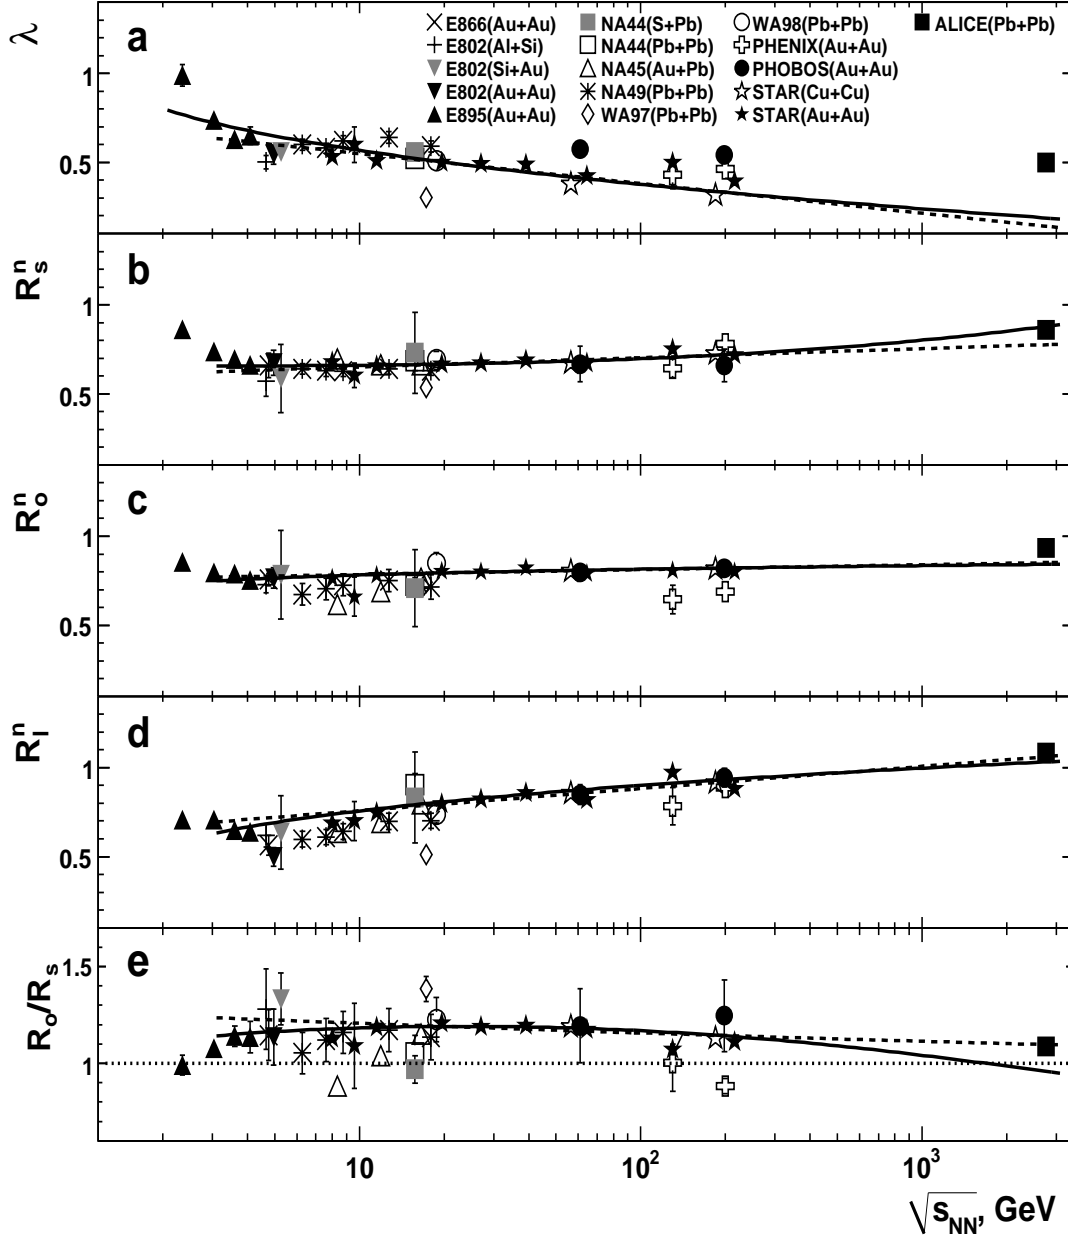 λ
a
E866(Au+Au)
E802(Al+Si)
E802(Si+Au)
E802(Au+Au)
E895(Au+Au)
NA44(S+Pb)
NA44(Pb+Pb)
NA45(Au+Pb)
NA49(Pb+Pb)
WA97(Pb+Pb)
WA98(Pb+Pb)
PHENIX(Au+Au)
PHOBOS(Au+Au)
STAR(Cu+Cu)
STAR(Au+Au)
ALICE(Pb+Pb)
1
0.5
R_s^n
b
1
0.5
R_o^n
c
1
0.5
R_l^n
d
1
0.5
R_o/R_s
e
1.5
1
10
10^2
10^3
√s_NN, GeV